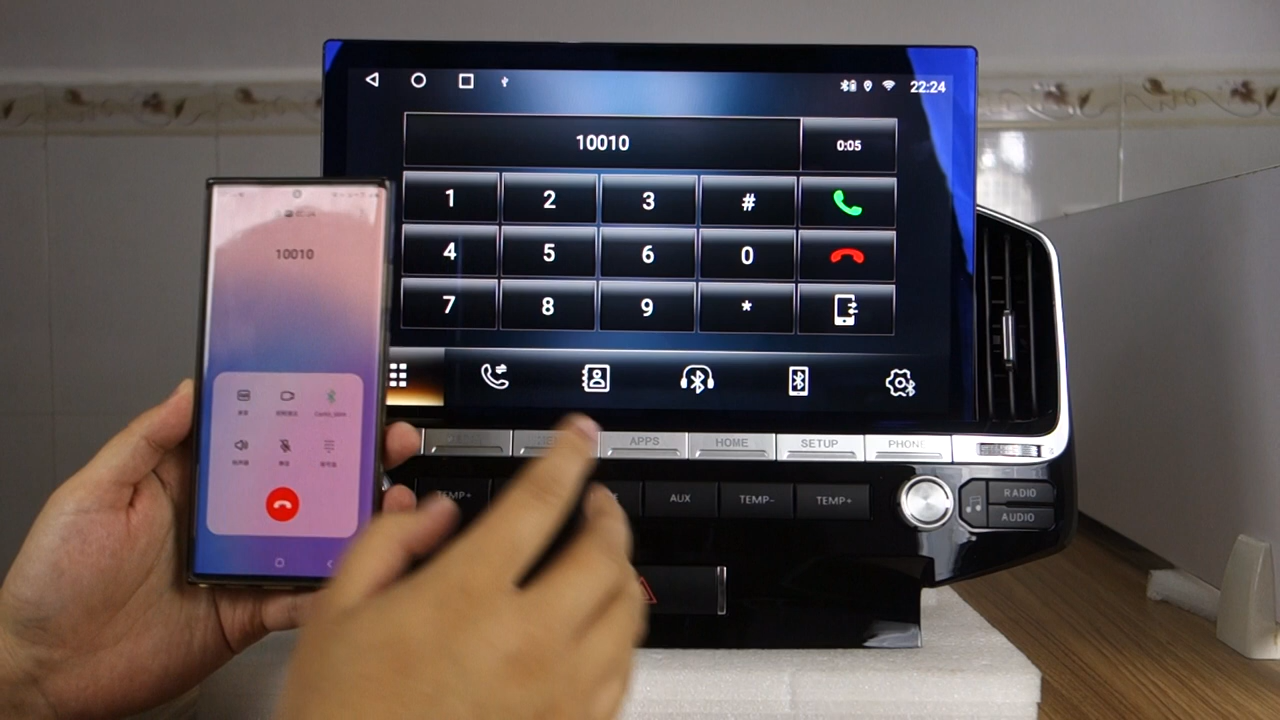 22:24
10010
0:05
1 2 3 #
4 5 6 0
7 8 9 *
10010
APPS HOME SETUP PHONE
TEMP+ AUX TEMP- TEMP+
RADIO
AUDIO